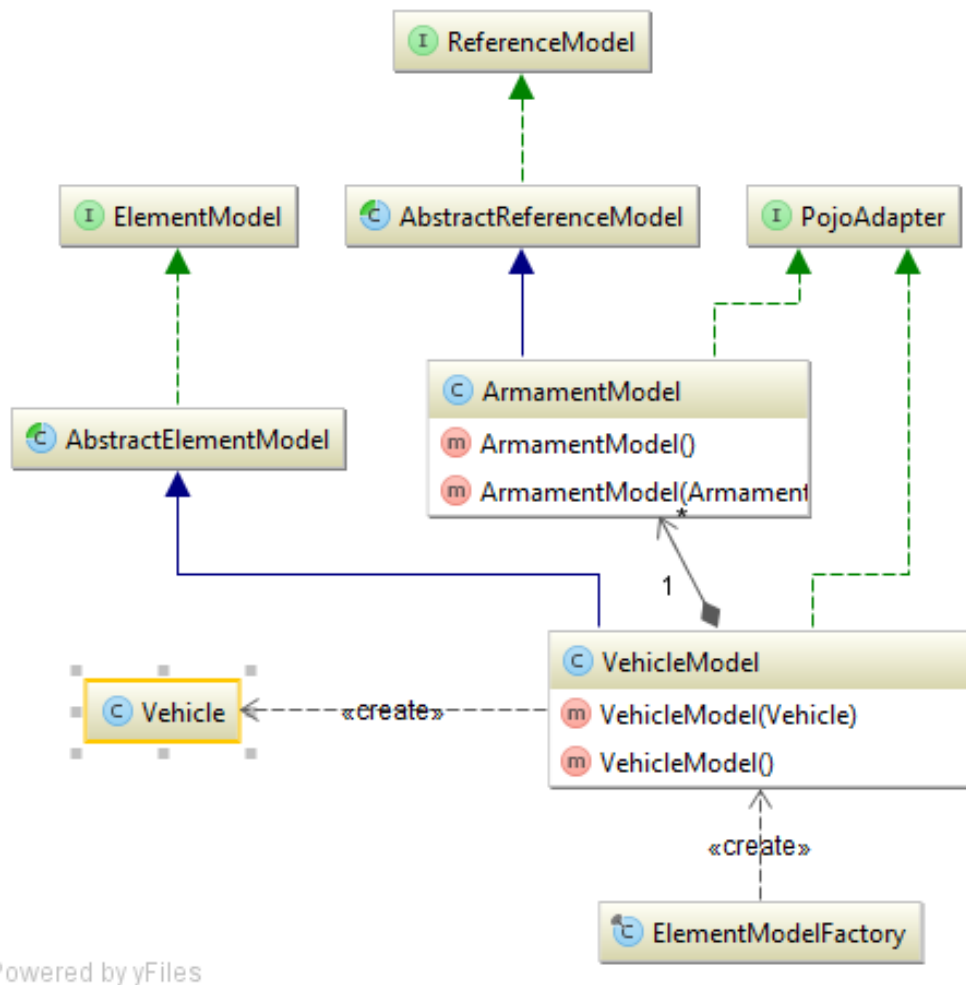 I ReferenceModel
I ElementModel
C AbstractReferenceModel
I PojoAdapter
C ArmamentModel
m ArmamentModel()
m ArmamentModel(Armament
C AbstractElementModel
*
1
C VehicleModel
m VehicleModel(Vehicle)
m VehicleModel()
C Vehicle
«create»
«create»
C ElementModelFactory
Powered by yFiles